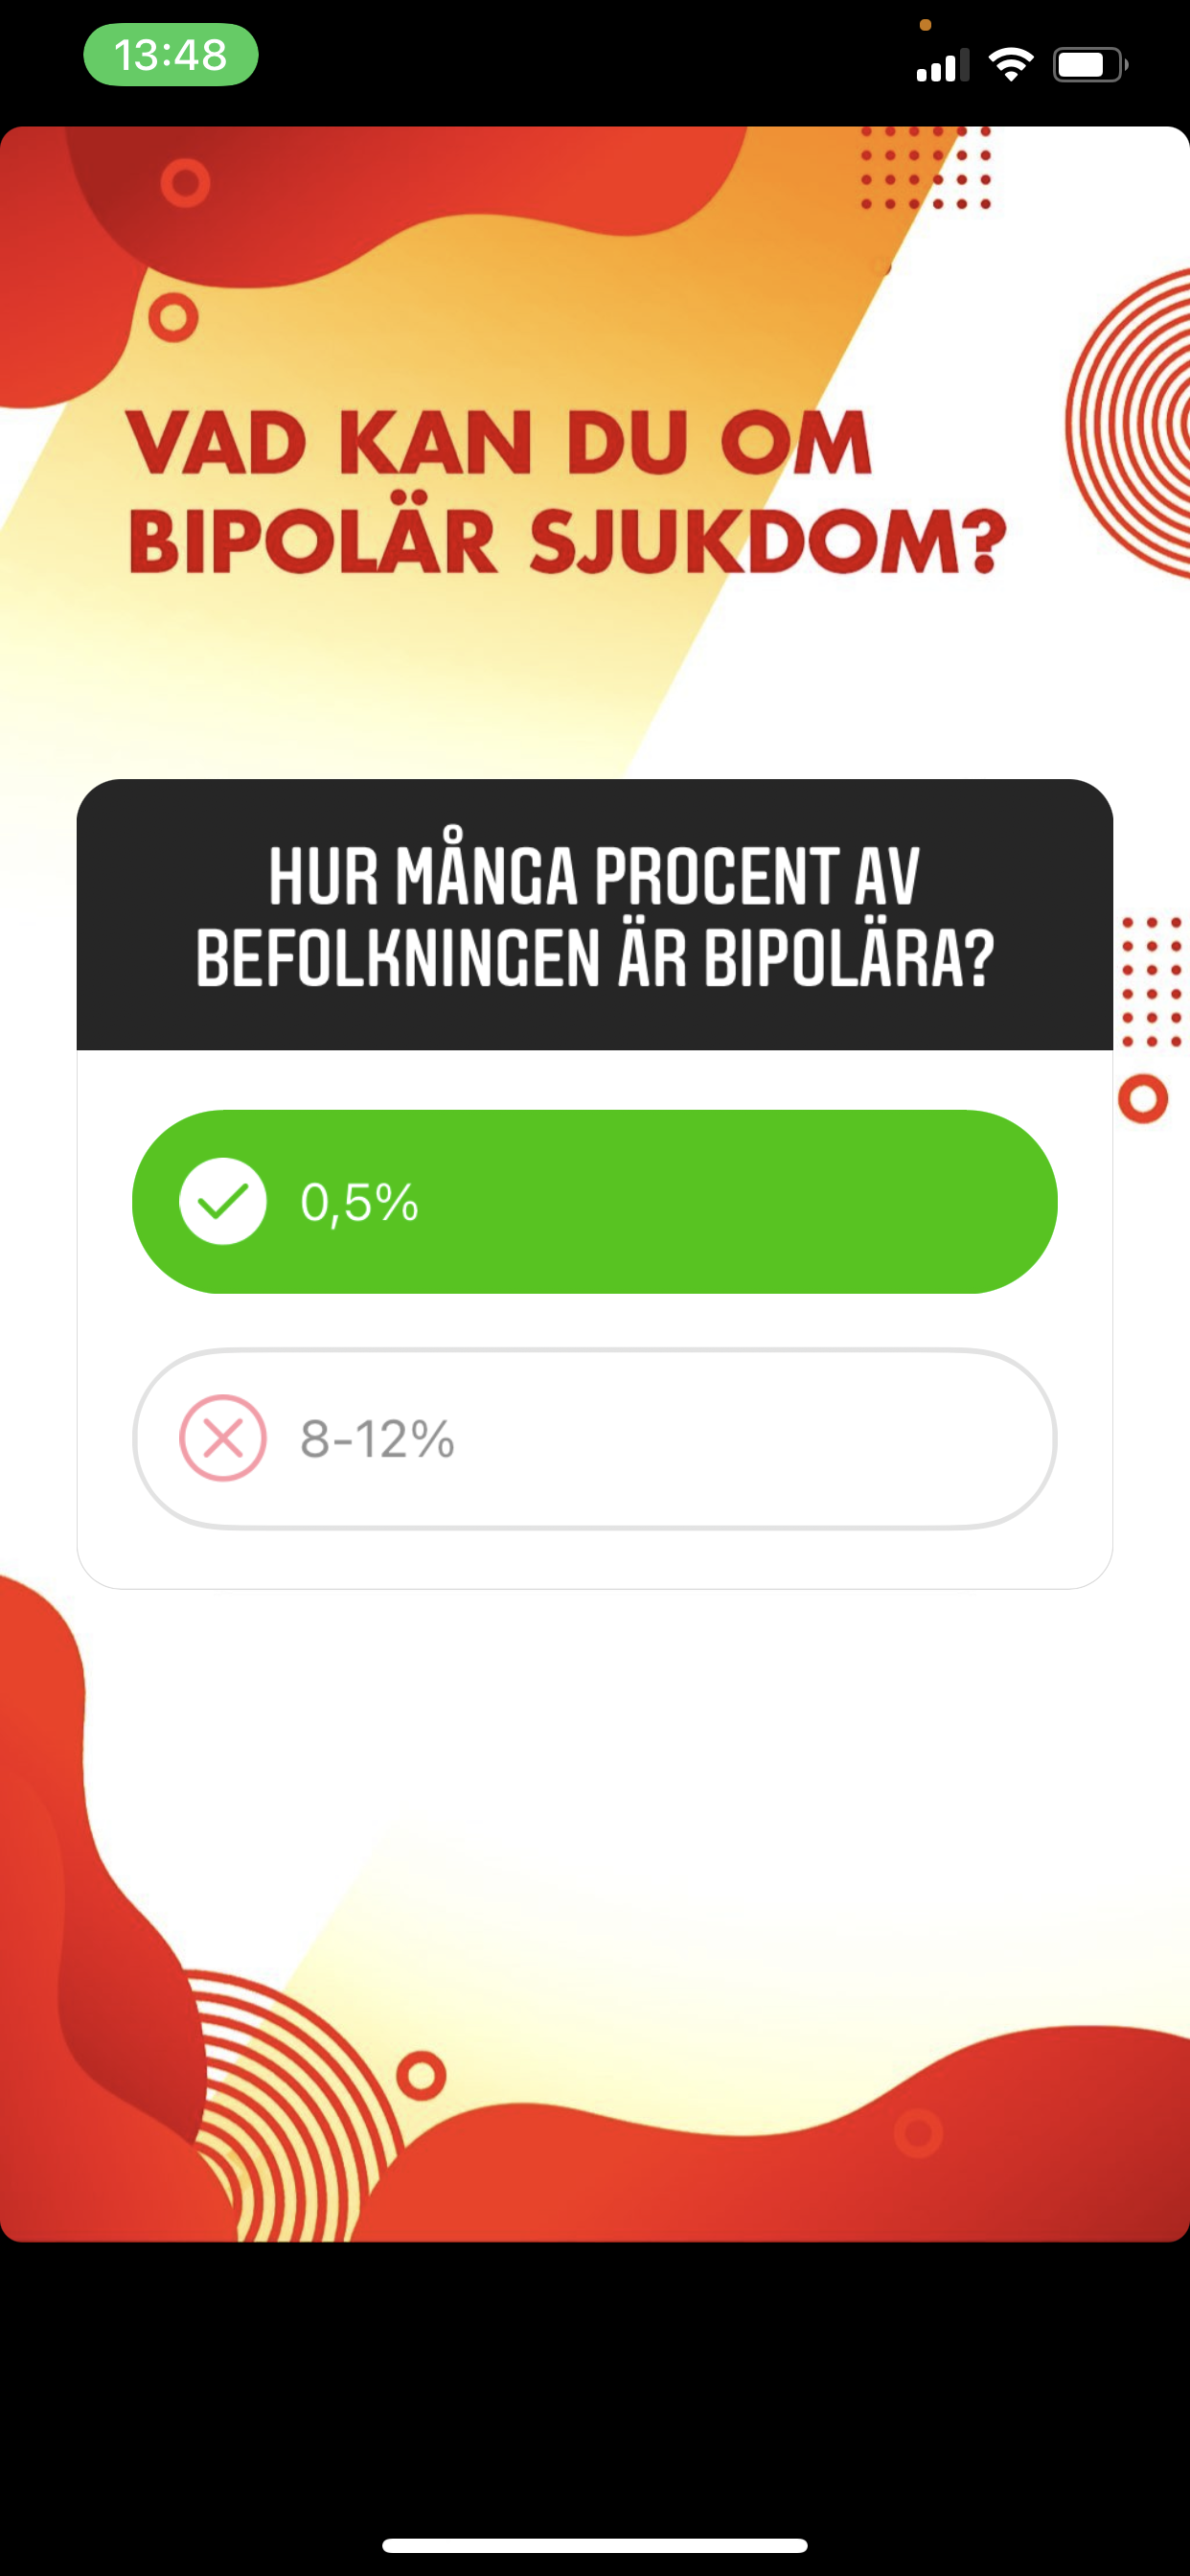 13:48
VAD KAN DU OM
BIPOLÄR SJUKDOM?
HUR MÅNGA PROCENT AV
BEFOLKNINGEN ÄR BIPOLÄRA?
0,5%
8-12%